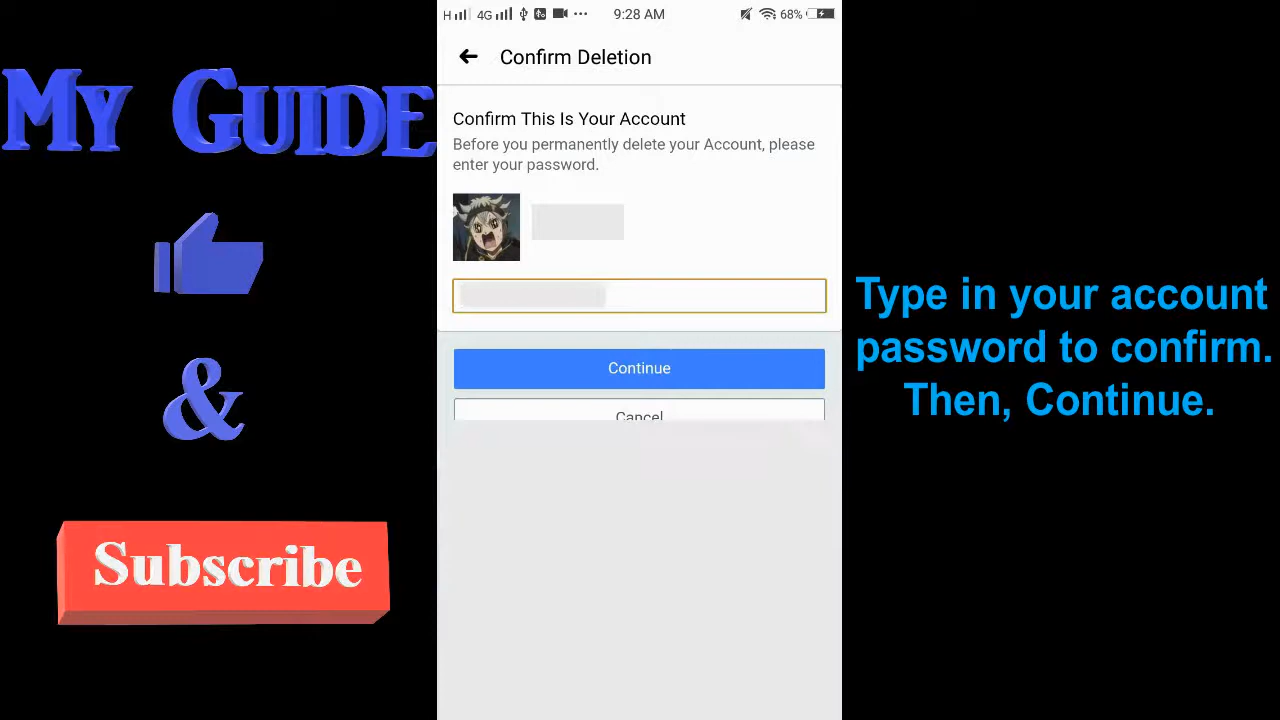 H 4G 9:28 AM 68%
Confirm Deletion
Confirm This Is Your Account
Before you permanently delete your Account, please
enter your password.
Continue
Cancel
MY GUIDE
&
Subscribe
Type in your account
password to confirm.
Then, Continue.